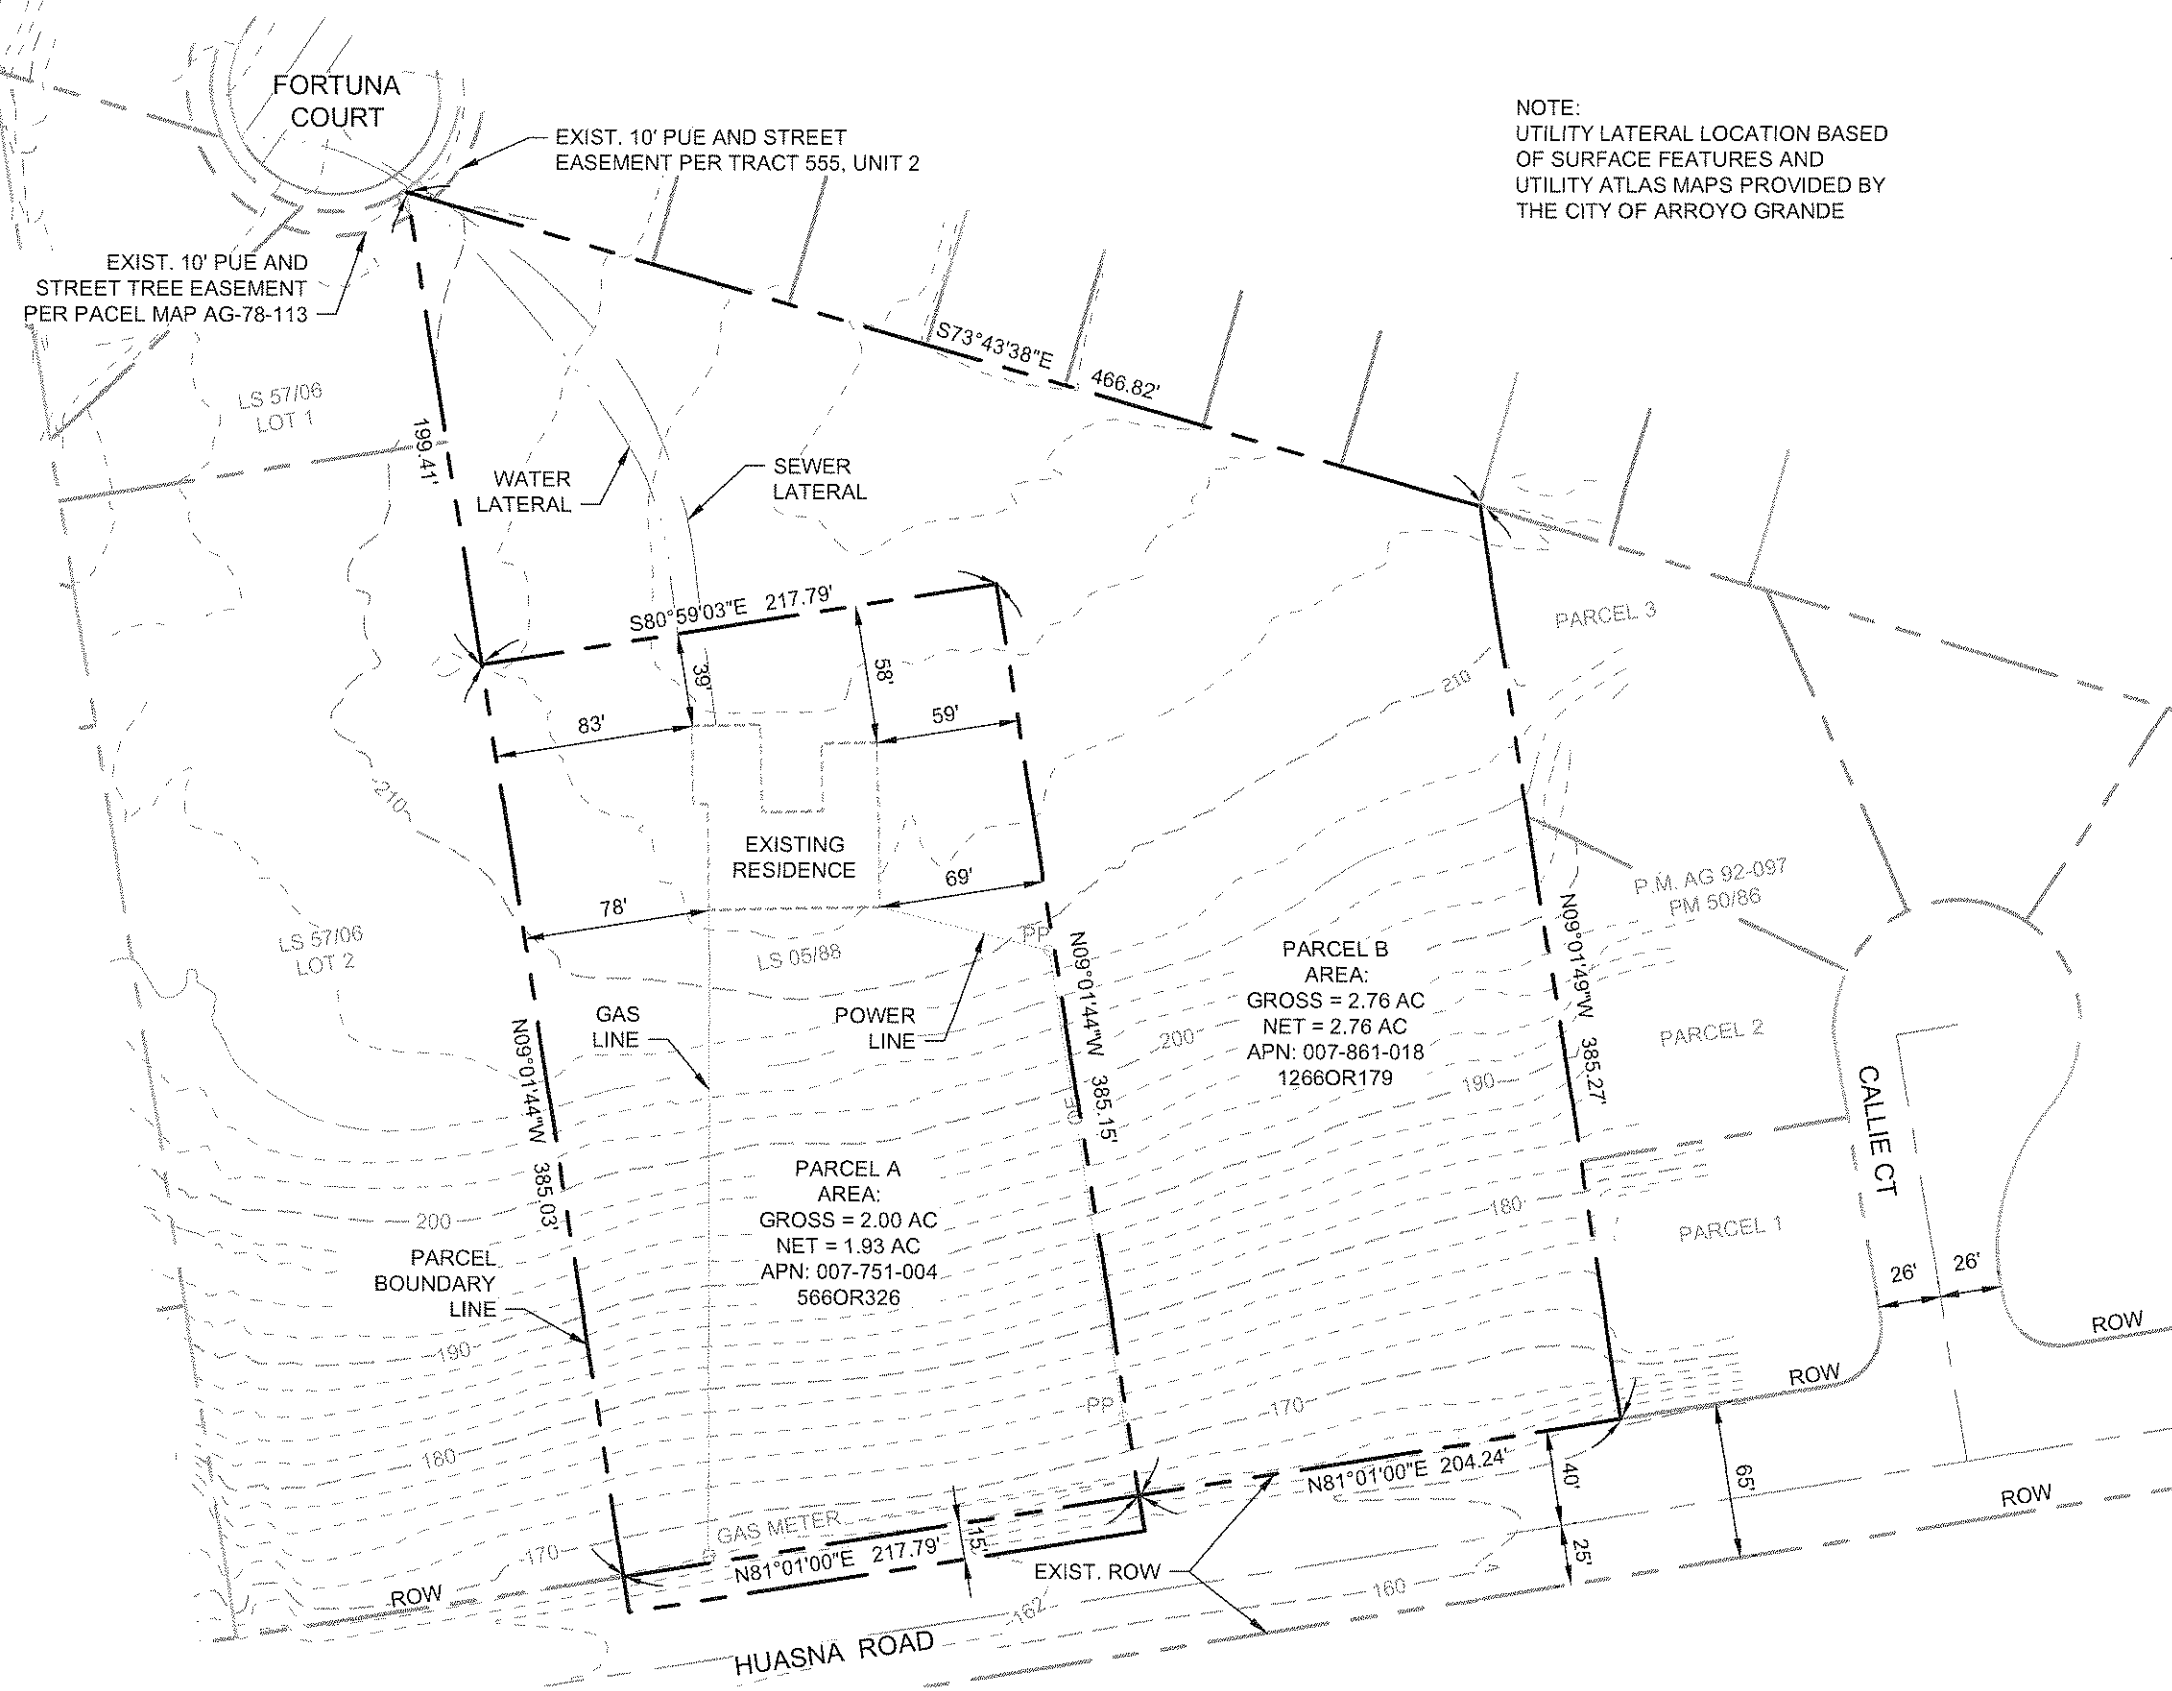 FORTUNA
COURT
EXIST. 10' PUE AND STREET
EASEMENT PER TRACT 555, UNIT 2
NOTE:
UTILITY LATERAL LOCATION BASED
OF SURFACE FEATURES AND
UTILITY ATLAS MAPS PROVIDED BY
THE CITY OF ARROYO GRANDE
EXIST. 10' PUE AND
STREET TREE EASEMENT
PER PACEL MAP AG-78-113
S73°43'38"E
466.82'
LS 57/06
LOT 1
199.41'
WATER
LATERAL
SEWER
LATERAL
S80°59'03"E 217.79'
PARCEL 3
39'
58'
210
83'
59'
210
EXISTING
RESIDENCE
78'
69'
P.M. AG 92-097
PM 50/86
LS 57/06
LOT 2
LS 05/88
PP
N09°01'44"W 385.15'
PARCEL B
AREA:
GROSS = 2.76 AC
NET = 2.76 AC
APN: 007-861-018
1266OR179
N09°01'49"W 385.27'
GAS
LINE
POWER
LINE
200
190
PARCEL 2
CALLIE CT
N09°01'44"W 385.03'
OE
PARCEL A
AREA:
GROSS = 2.00 AC
NET = 1.93 AC
APN: 007-751-004
566OR326
200
180
PARCEL 1
PARCEL
BOUNDARY
LINE
26'
26'
190
ROW
ROW
PP
170
180
N81°01'00"E 204.24'
40'
65'
ROW
GAS METER
170
N81°01'00"E 217.79'
15'
25'
EXIST. ROW
160
ROW
162
HUASNA ROAD